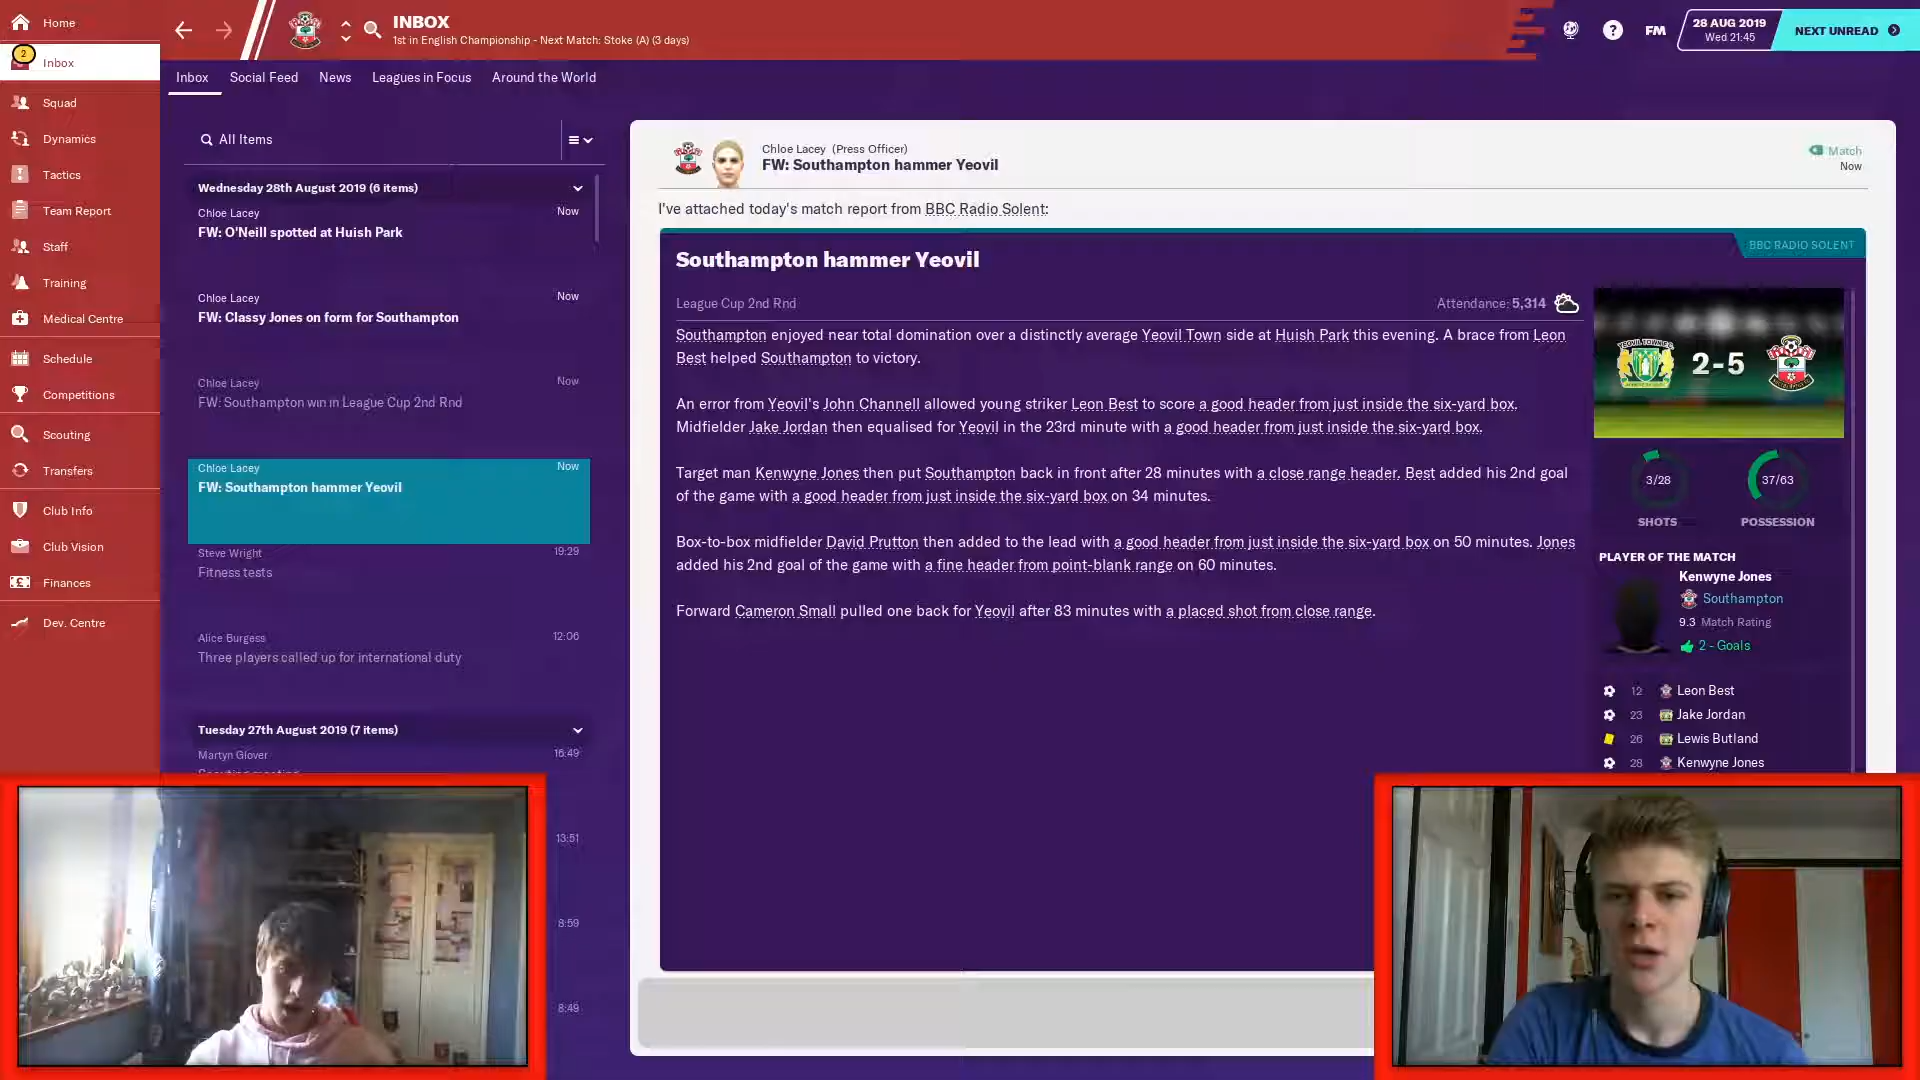 Home
INBOX
1st in English Championship - Next Match: Stoke (A) (3 days)
FM
28 AUG 2019
Wed 21:45
NEXT UNREAD
2
Inbox
Squad
Dynamics
Tactics
Team Report
Staff
Training
Medical Centre
Schedule
Competitions
Scouting
Transfers
Club Info
Club Vision
Finances
Dev. Centre
Inbox
Social Feed
News
Leagues in Focus
Around the World
All Items
Wednesday 28th August 2019 (6 items)
Chloe Lacey
Now
FW: O'Neill spotted at Huish Park
Chloe Lacey
Now
FW: Classy Jones on form for Southampton
Chloe Lacey
Now
FW: Southampton win in League Cup 2nd Rnd
Chloe Lacey
Now
FW: Southampton hammer Yeovil
Steve Wright
19:29
Fitness tests
Alice Burgess
12:06
Three players called up for international duty
Tuesday 27th August 2019 (7 items)
Martyn Glover
16:49
13:51
8:59
8:49
Chloe Lacey (Press Officer)
FW: Southampton hammer Yeovil
Match
Now
I've attached today's match report from BBC Radio Solent:
BBC RADIO SOLENT
Southampton hammer Yeovil
League Cup 2nd Rnd
Attendance: 5,314
Southampton enjoyed near total domination over a distinctly average Yeovil Town side at Huish Park this evening. A brace from Leon
Best helped Southampton to victory.
An error from Yeovil's John Channell allowed young striker Leon Best to score a good header from just inside the six-yard box.
Midfielder Jake Jordan then equalised for Yeovil in the 23rd minute with a good header from just inside the six-yard box.
Target man Kenwyne Jones then put Southampton back in front after 28 minutes with a close range header. Best added his 2nd goal
of the game with a good header from just inside the six-yard box on 34 minutes.
Box-to-box midfielder David Prutton then added to the lead with a good header from just inside the six-yard box on 50 minutes. Jones
added his 2nd goal of the game with a fine header from point-blank range on 60 minutes.
Forward Cameron Small pulled one back for Yeovil after 83 minutes with a placed shot from close range.
2-5
3/28
SHOTS
37/63
POSSESSION
PLAYER OF THE MATCH
Kenwyne Jones
Southampton
9.3 Match Rating
2 - Goals
12 Leon Best
23 Jake Jordan
26 Lewis Butland
28 Kenwyne Jones